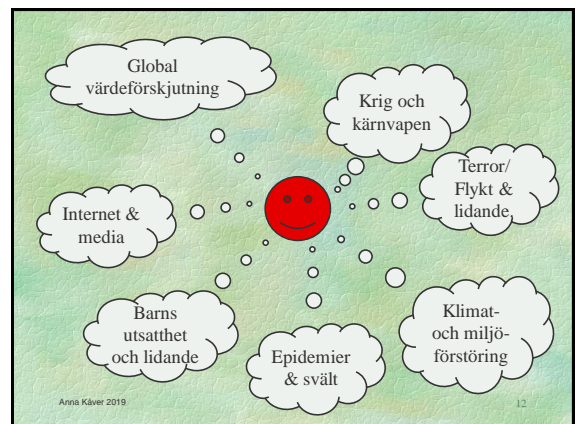 Global
värdeförskjutning
Krig och
kärnvapen
Terror/
Flykt &
lidande
Internet &
media
Barns
utsatthet
och lidande
Epidemier
& svält
Klimat-
och miljö-
förstöring
Anna Kåver 2019
12